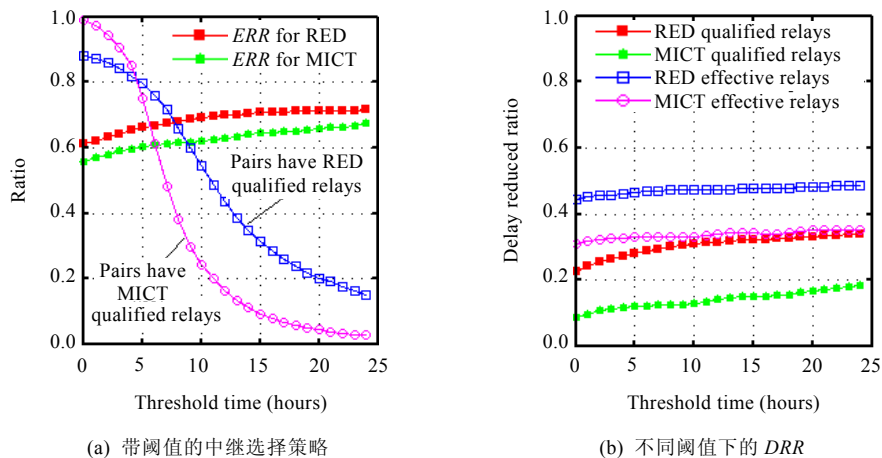 ERR for RED
ERR for MICT
Pairs have RED
qualified relays
Pairs have
MICT
qualified relays
Ratio
1.0
0.8
0.6
0.4
0.2
0.0
0 5 10 15 20 25
Threshold time (hours)
(a) 带阈值的中继选择策略
RED qualified relays
MICT qualified relays
RED effective relays
MICT effective relays
Delay reduced ratio
1.0
0.8
0.6
0.4
0.2
0.0
0 5 10 15 20 25
Threshold time (hours)
(b) 不同阈值下的 DRR